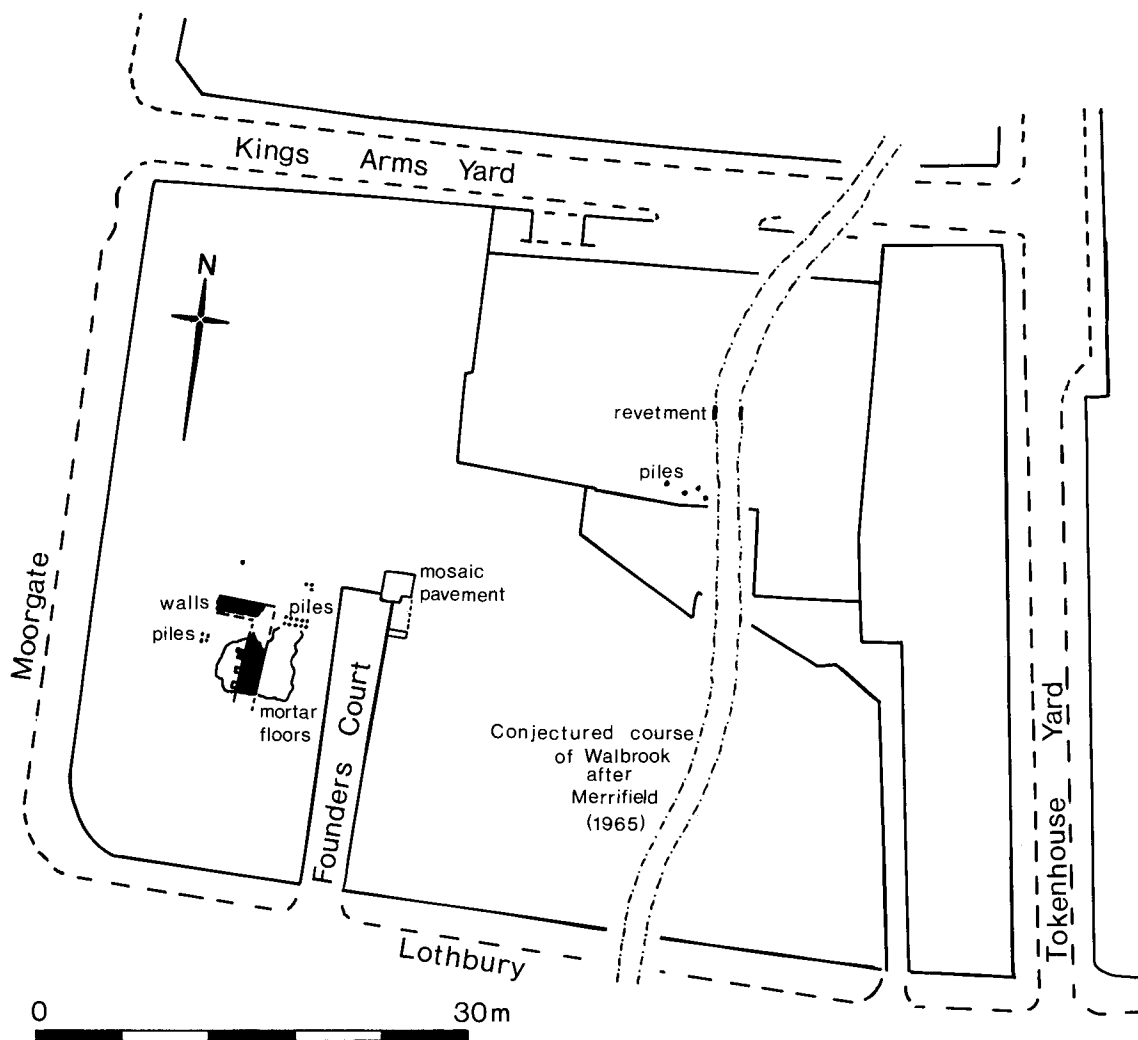 Kings Arms Yard
N
revetment
piles
mosaic
pavement
walls
piles
piles
mortar
floors
Moorgate
Founders Court
Conjectured course
of Walbrook
after
Merrifield
(1965)
Tokenhouse Yard
Lothbury
0 30m